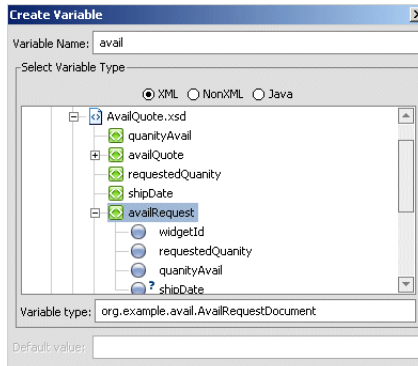 Create Variable
Variable Name: avail
Select Variable Type
XML NonXML Java
AvailQuote.xsd
quanityAvail
availQuote
requestedQuanity
shipDate
availRequest
widgetId
requestedQuanity
quanityAvail
? shipDate
Variable type: org.example.avail.AvailRequestDocument
Default value: